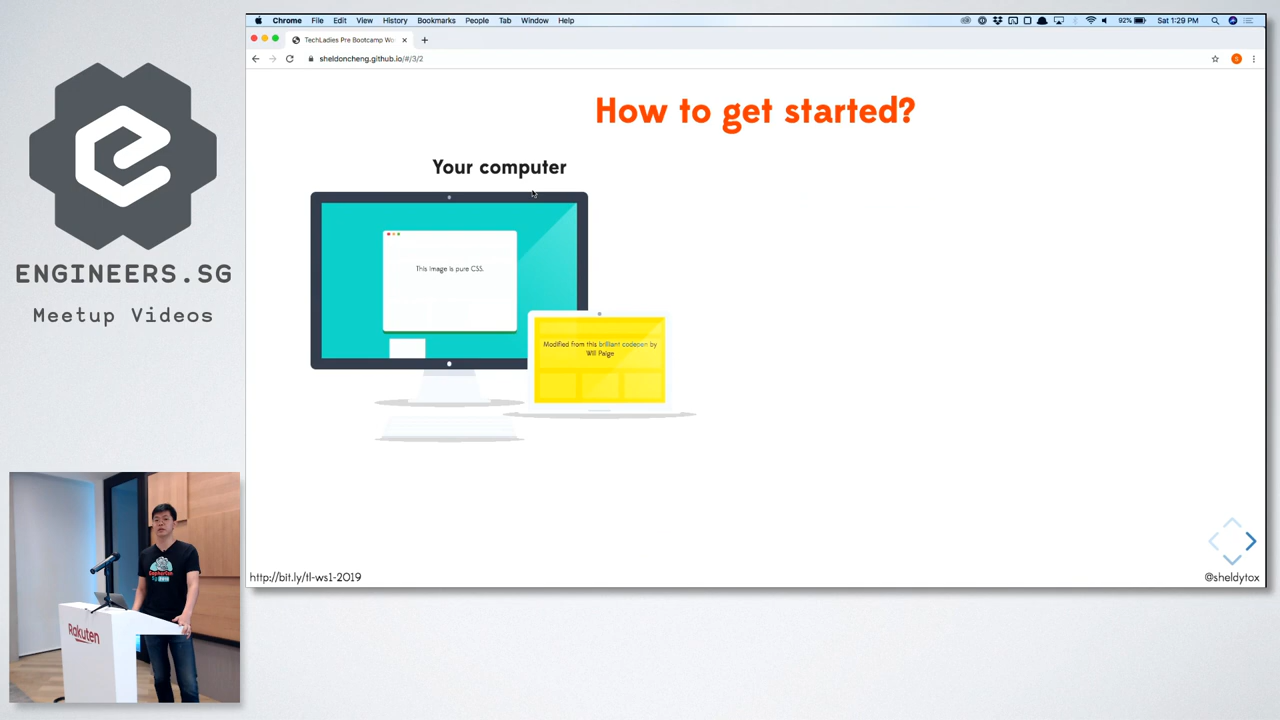 ENGINEERS.SG
Meetup Videos
Chrome File Edit View History Bookmarks People Tab Window Help
92% Sat 1:29 PM
TechLadies Pre Bootcamp Wo
sheldoncheng.github.io/#/3/2
S
How to get started?
Your computer
This image is pure CSS.
Modified from this brilliant codepen by
Will Paige
http://bit.ly/tl-ws1-2019
@sheldytox
Rakuten